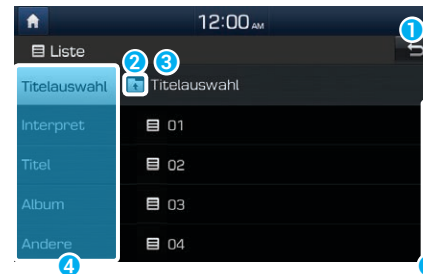 12:00 AM
1
Liste
2 3
Titelauswahl
Titelauswahl
Interpret
01
Titel
02
Album
03
Andere
04
4